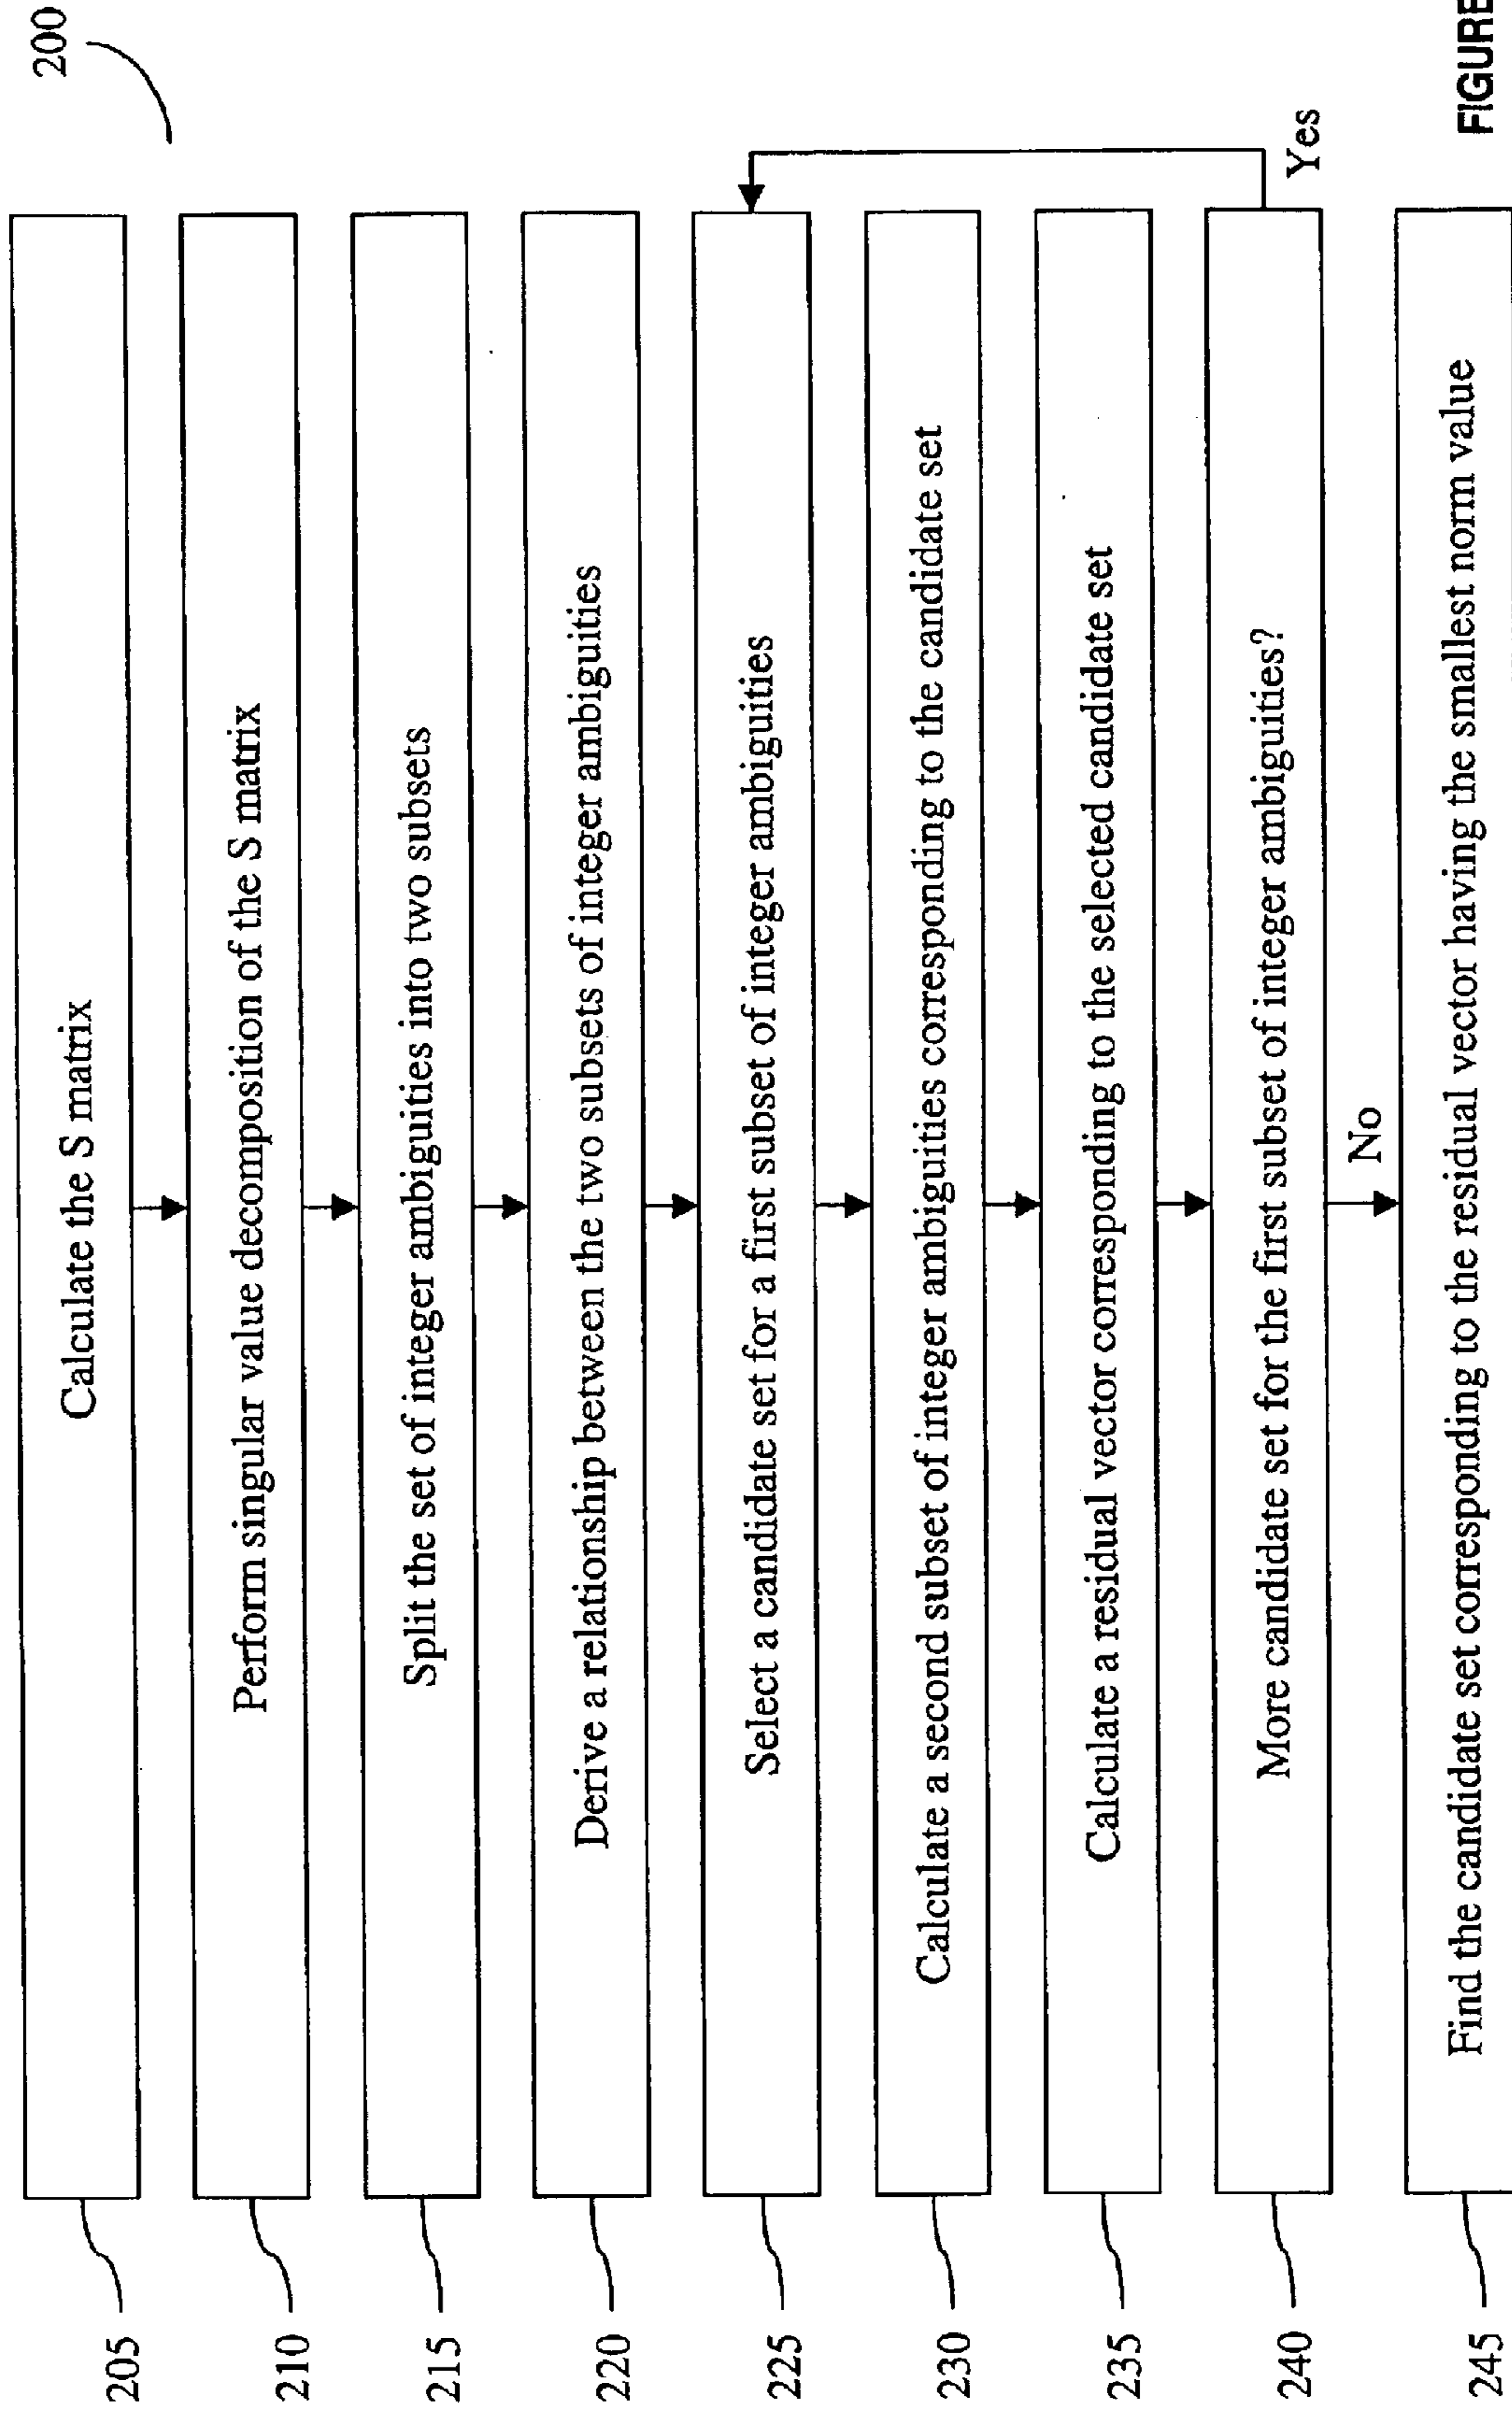 200
205 Calculate the S matrix
210 Perform singular value decomposition of the S matrix
215 Split the set of integer ambiguities into two subsets
220 Derive a relationship between the two subsets of integer ambiguities
225 Select a candidate set for a first subset of integer ambiguities
230 Calculate a second subset of integer ambiguities corresponding to the candidate set
235 Calculate a residual vector corresponding to the selected candidate set
240 More candidate set for the first subset of integer ambiguities?
Yes
No
245 Find the candidate set corresponding to the residual vector having the smallest norm value
FIGURE